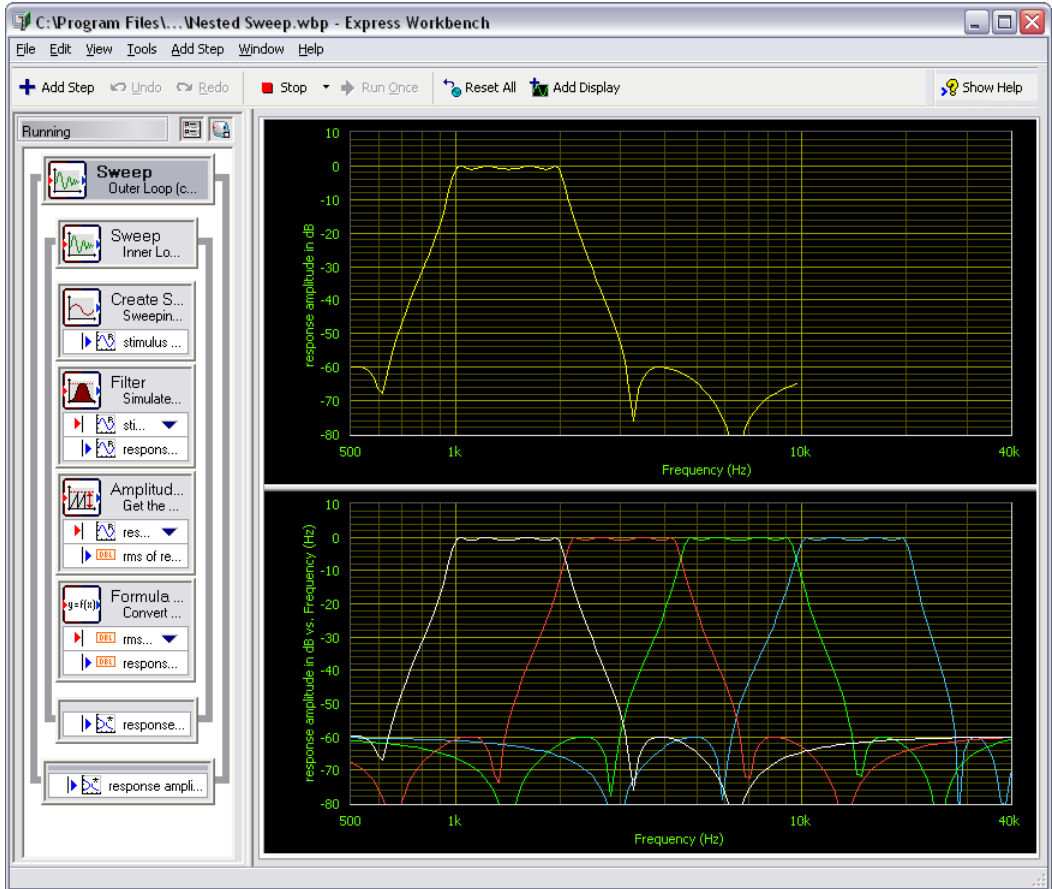 C:\Program Files\...\Nested Sweep.wbp - Express Workbench
File Edit View Tools Add Step Window Help
Add Step Undo Redo Stop Run Once Reset All Add Display Show Help
Running
Sweep
Outer Loop (c...
Sweep
Inner Lo...
Create S...
Sweepin...
stimulus ...
Filter
Simulate...
sti...
respons...
Amplitud...
Get the ...
res...
DBL rms of re...
y=f(x)
Formula ...
Convert ...
DBL rms...
DBL respons...
response...
response ampli...
response amplitude in dB
10
0
-10
-20
-30
-40
-50
-60
-70
-80
500 1k 10k 40k
Frequency (Hz)
response amplitude in dB vs. Frequency (Hz)
10
0
-10
-20
-30
-40
-50
-60
-70
-80
500 1k 10k 40k
Frequency (Hz)